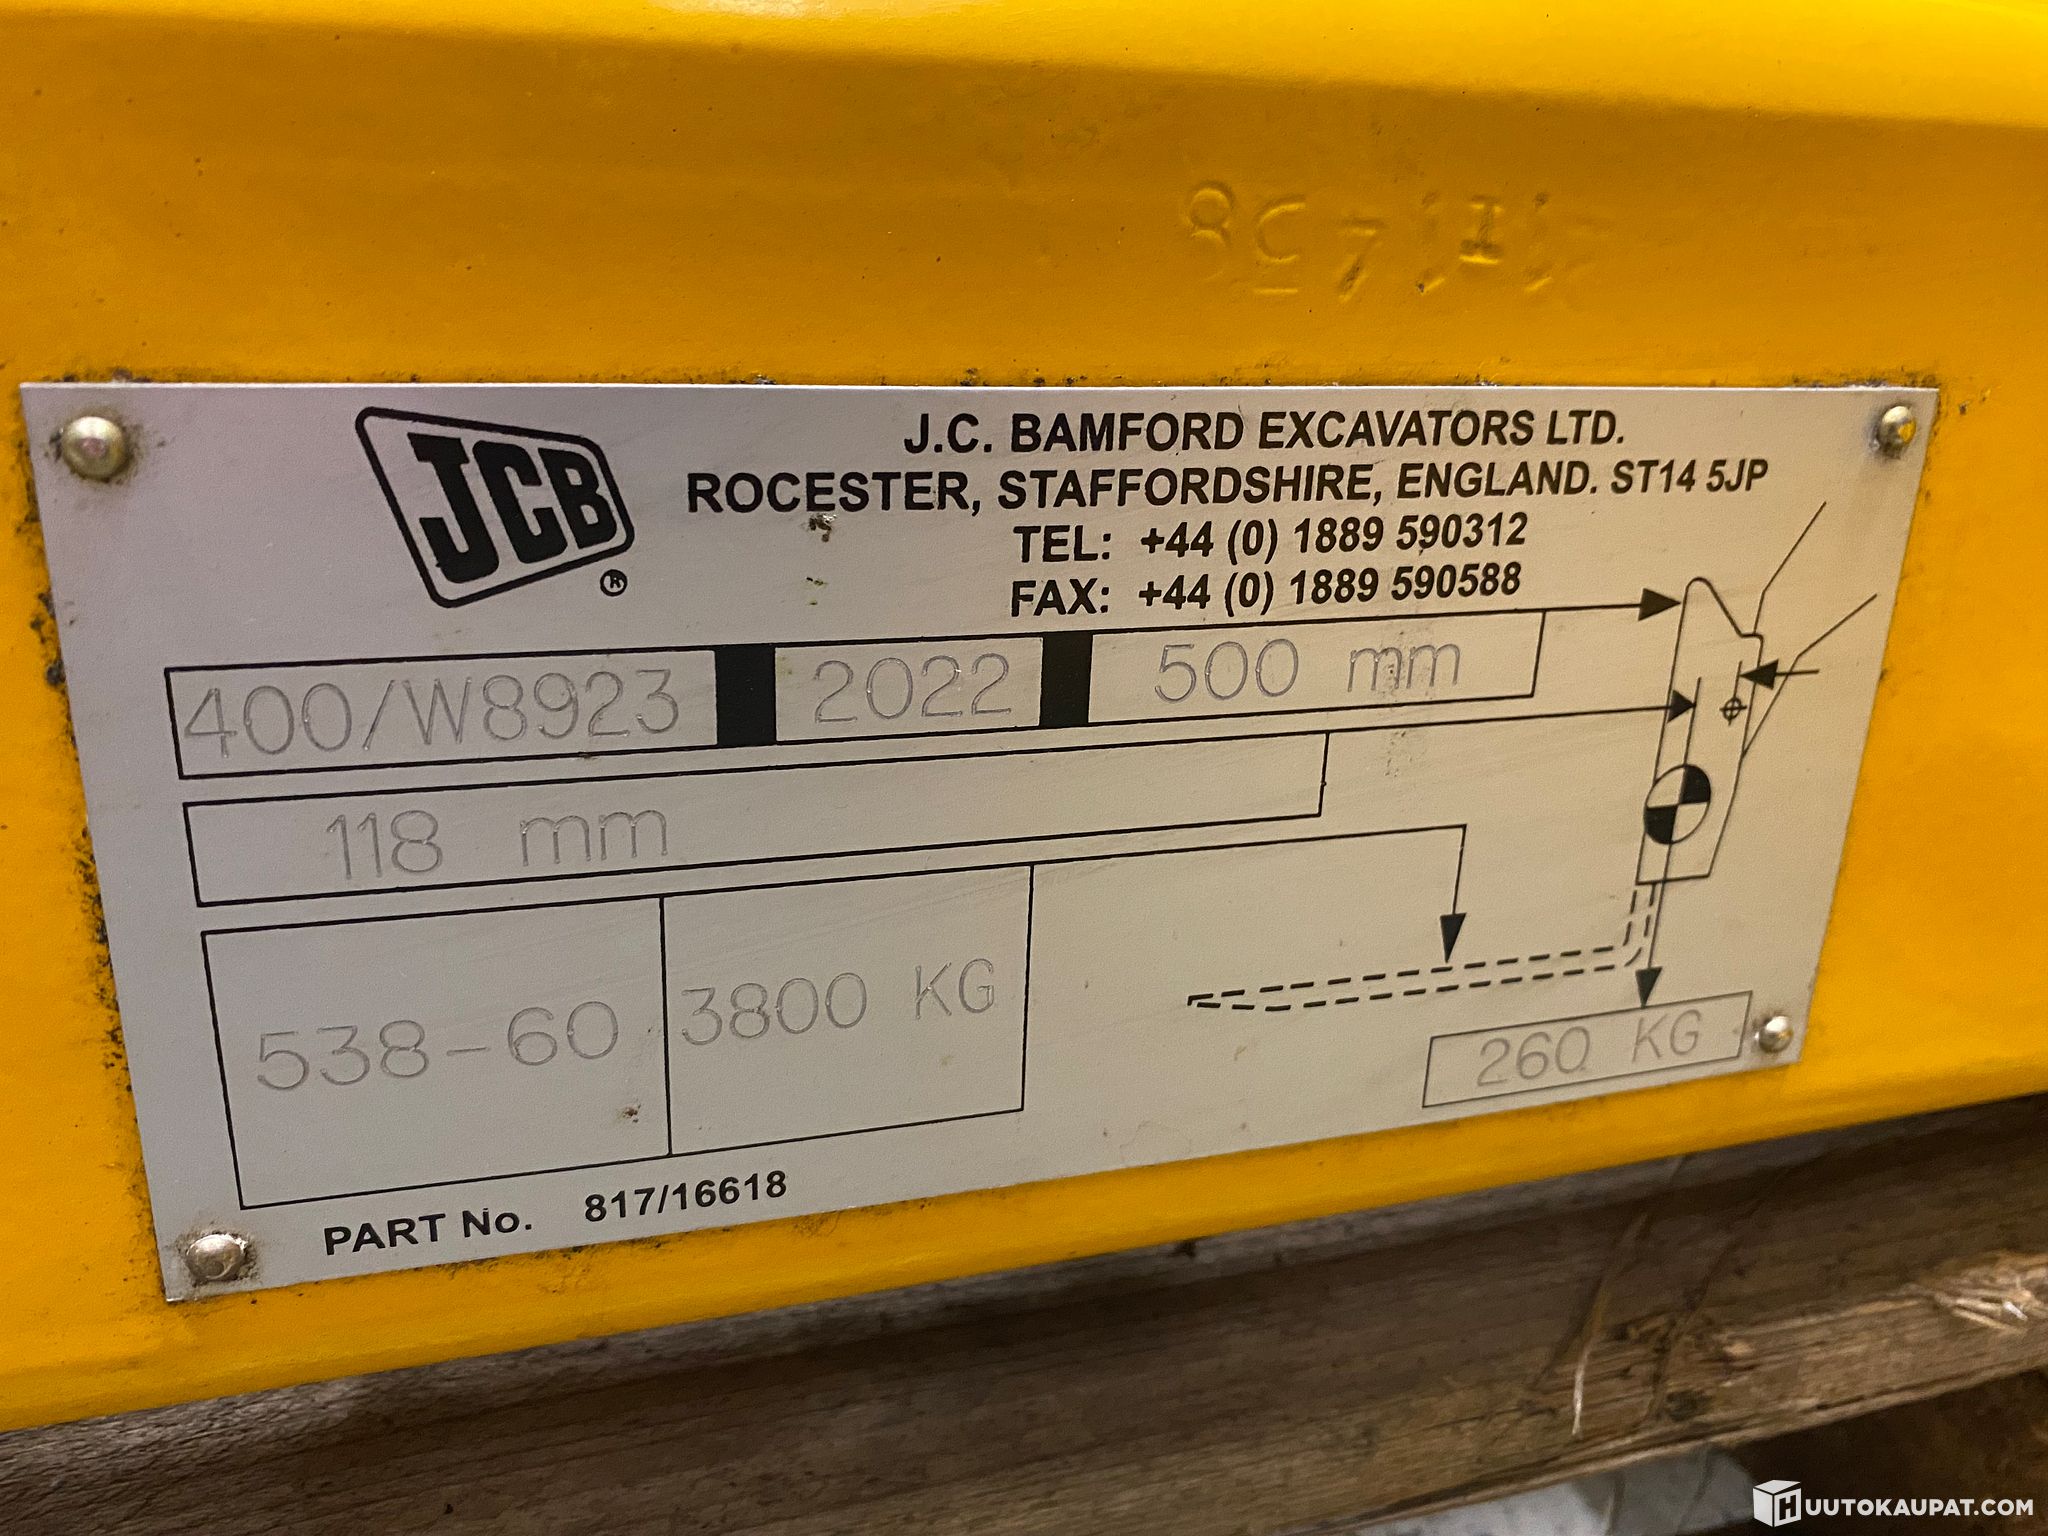 JCB
®
J.C. BAMFORD EXCAVATORS LTD.
ROCESTER, STAFFORDSHIRE, ENGLAND. ST14 5JP
TEL: +44 (0) 1889 590312
FAX: +44 (0) 1889 590588
400/W8923 2022 500 mm
118 mm
538-60 3800 KG
260 KG
PART No. 817/16618
HUUTOKAUPAT.COM